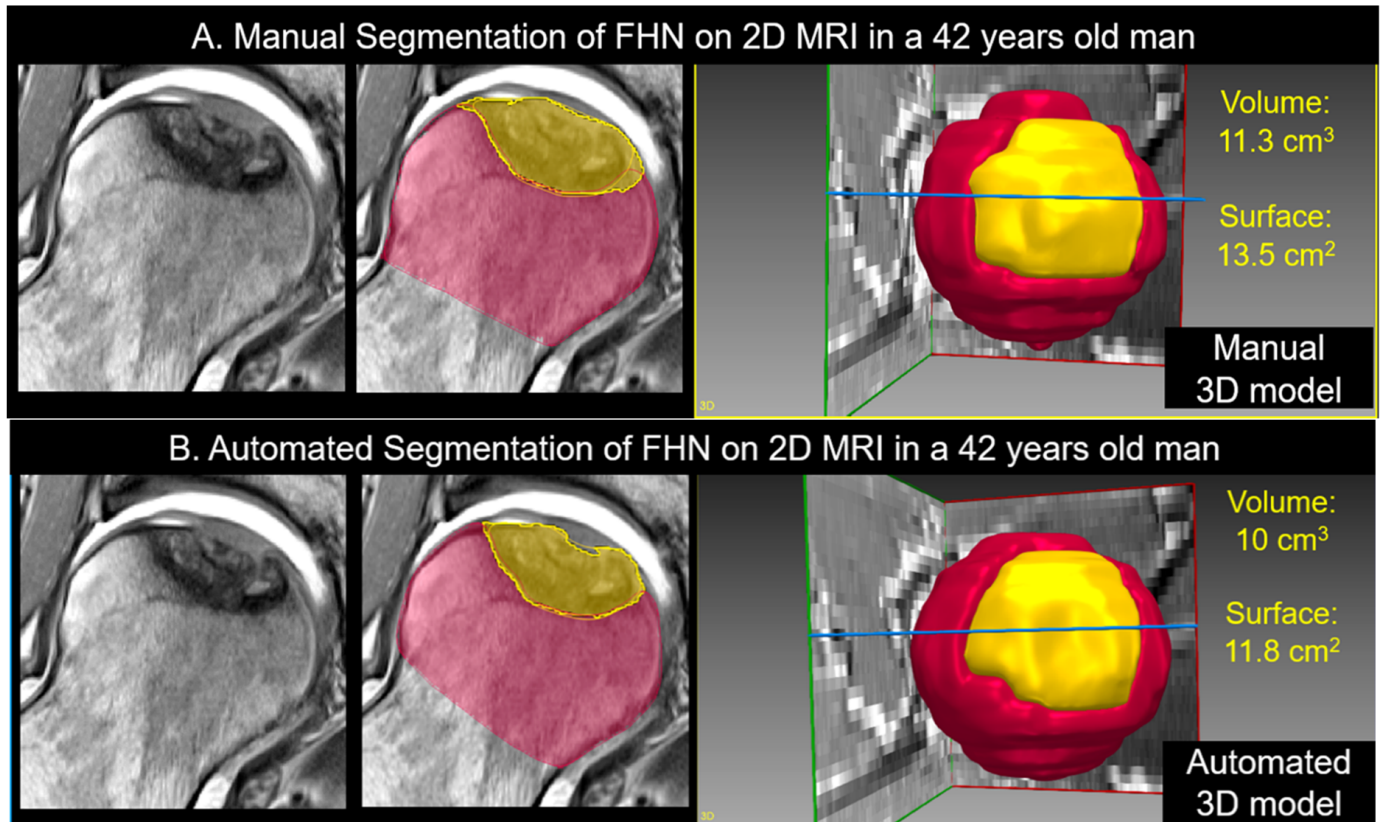 A. Manual Segmentation of FHN on 2D MRI in a 42 years old man
Volume:
11.3 cm³
Surface:
13.5 cm²
Manual
3D model
3D
B. Automated Segmentation of FHN on 2D MRI in a 42 years old man
Volume:
10 cm³
Surface:
11.8 cm²
Automated
3D model
3D